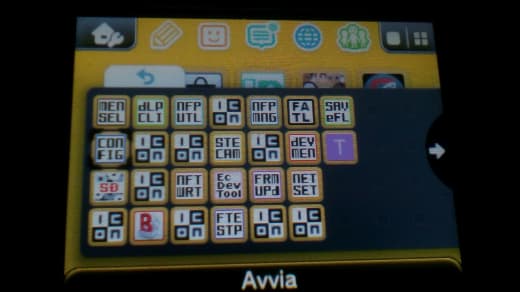 MEN SEL dLP CLI NFP UTL IC on NFP MNG FA TL SAV eFL
CON FIG IC on IC on STE CAM IC on dEV MEN T
SD IC on NFT WRT Ec Dev Tool FRM UPd NET SET
IC on B IC on FTE STP IC on IC on
Avvia